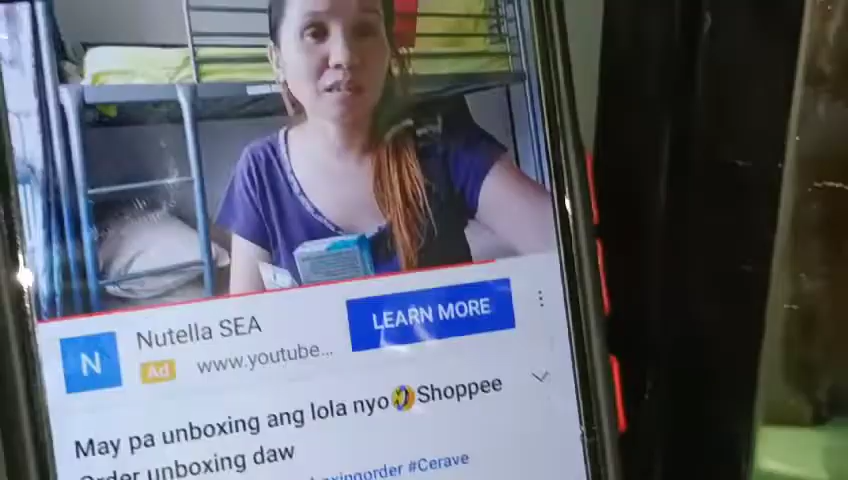 N
Nutella SEA
LEARN MORE
Ad
www.youtube...
May pa unboxing ang lola nyo🤣Shoppee
Order unboxing daw
#Cerave